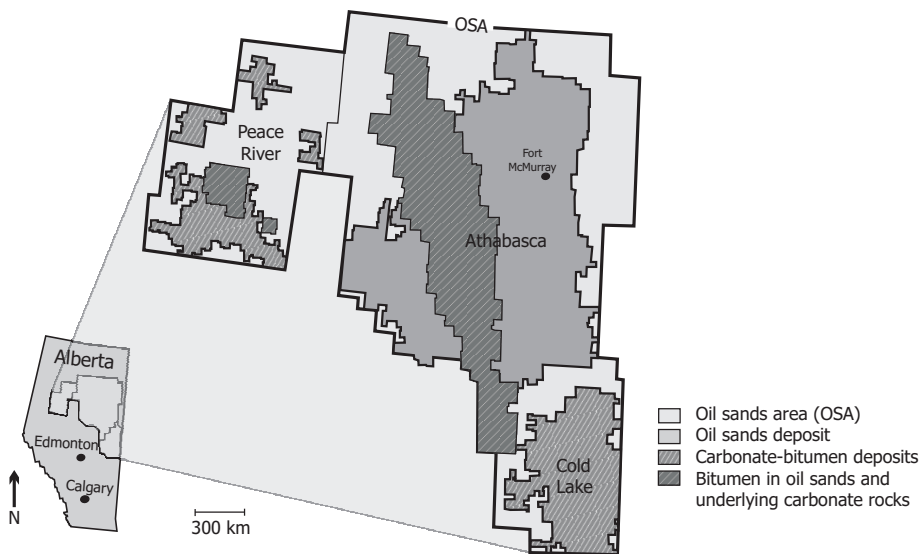 OSA
Peace
River
Fort
McMurray
Athabasca
Alberta
Edmonton
Calgary
N
300 km
Cold
Lake
Oil sands area (OSA)
Oil sands deposit
Carbonate-bitumen deposits
Bitumen in oil sands and
underlying carbonate rocks